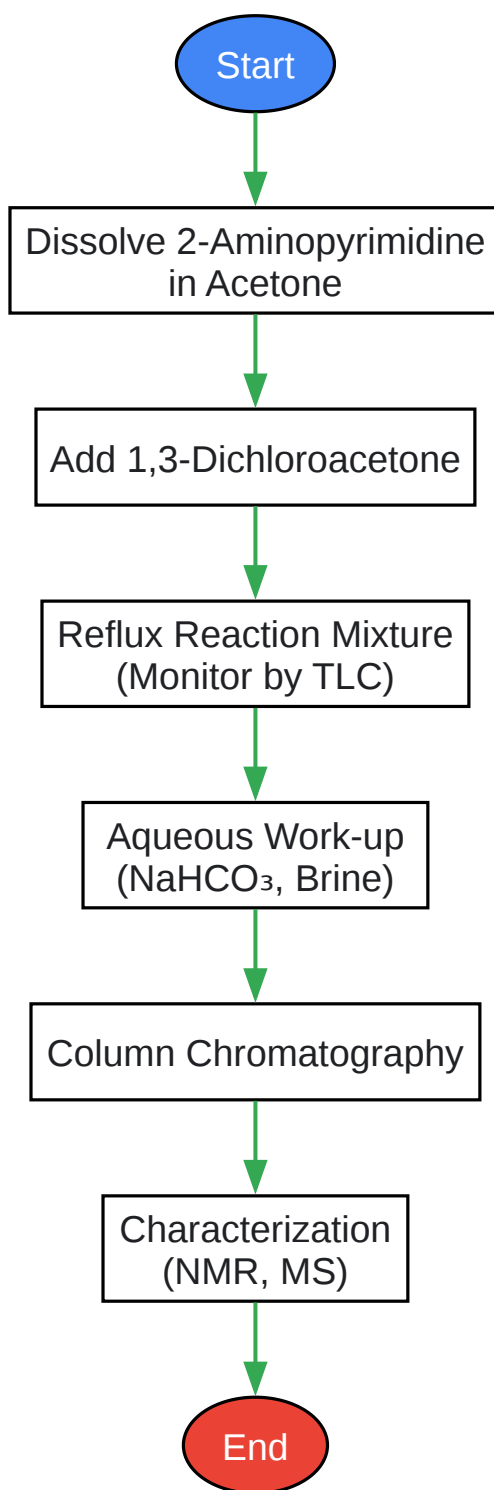 Start
Dissolve 2-Aminopyrimidine
in Acetone
Add 1,3-Dichloroacetone
Reflux Reaction Mixture
(Monitor by TLC)
Aqueous Work-up
(NaHCO₃, Brine)
Column Chromatography
Characterization
(NMR, MS)
End